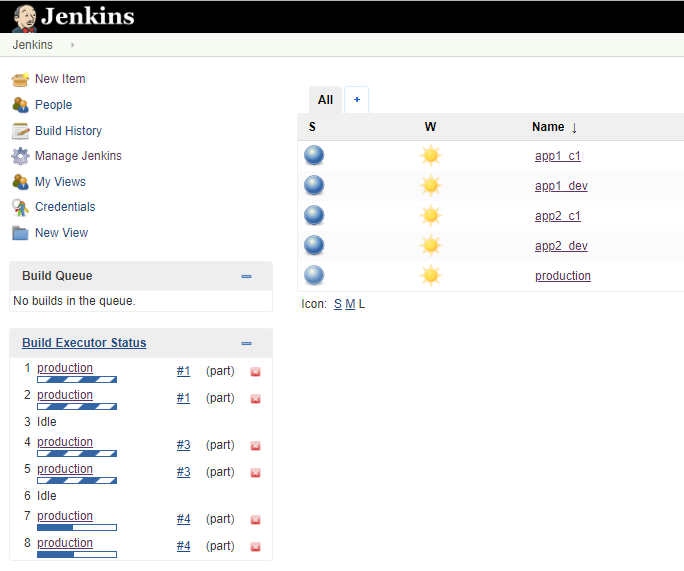 Jenkins
Jenkins
New Item
People
Build History
Manage Jenkins
My Views
Credentials
New View
Build Queue
No builds in the queue.
Build Executor Status
1 production #1 (part)
2 production #1 (part)
3 Idle
4 production #3 (part)
5 production #3 (part)
6 Idle
7 production #4 (part)
8 production #4 (part)
All +
S W Name ↓
app1_c1
app1_dev
app2_c1
app2_dev
production
Icon: S M L